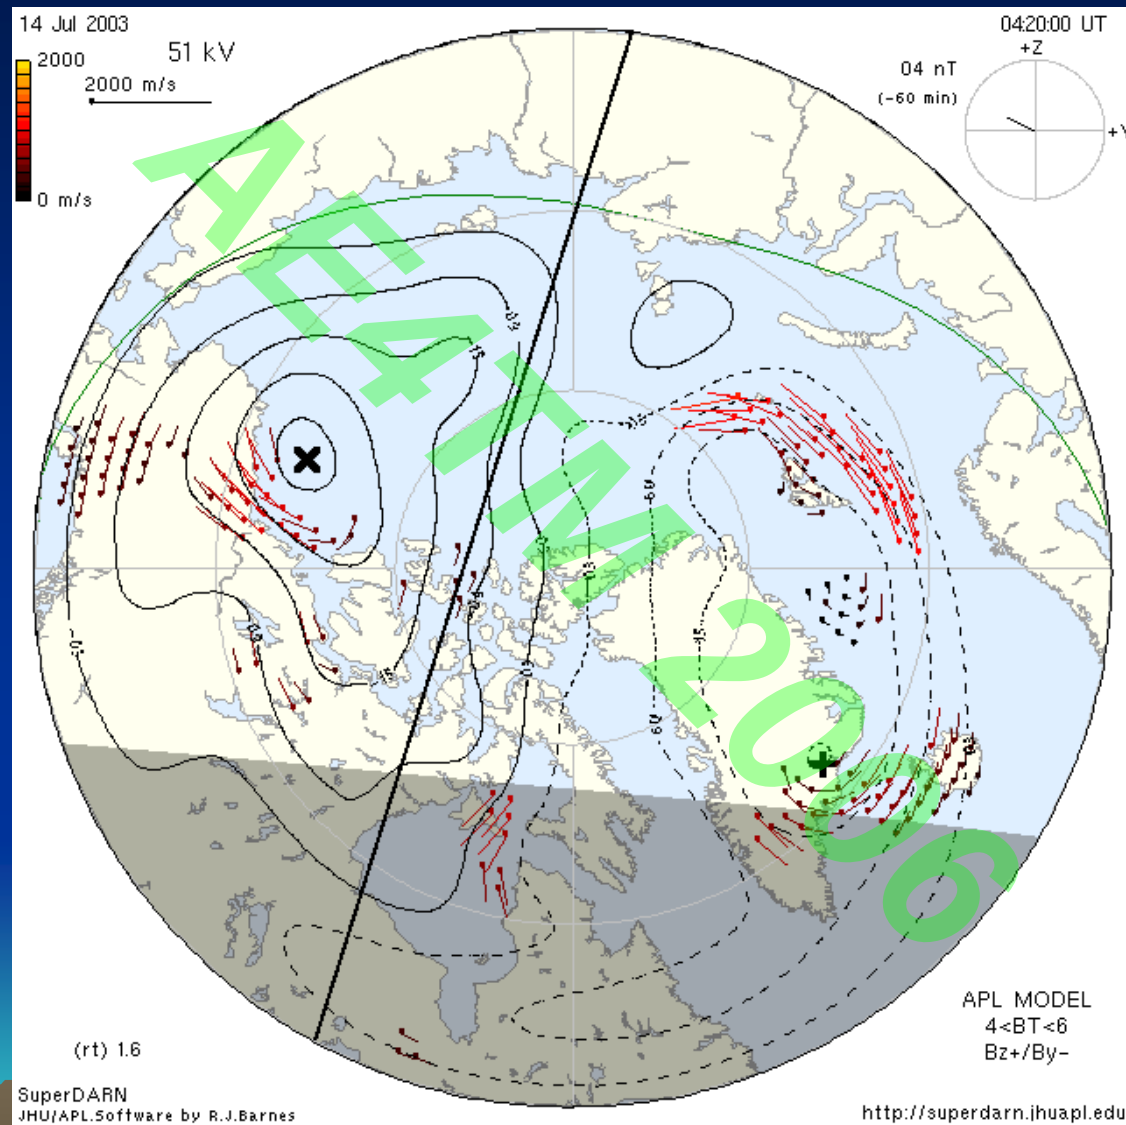 14 Jul 2003
04:20:00 UT
2000
51 kV
2000 m/s
0 m/s
04 nT
(-60 min)
+Z
+Y
AE4TM 2006
APL MODEL
4<BT<6
Bz+/By-
(rt) 1.6
SuperDARN
JHU/APL.Software by R.J.Barnes
http://superdarn.jhuapl.edu